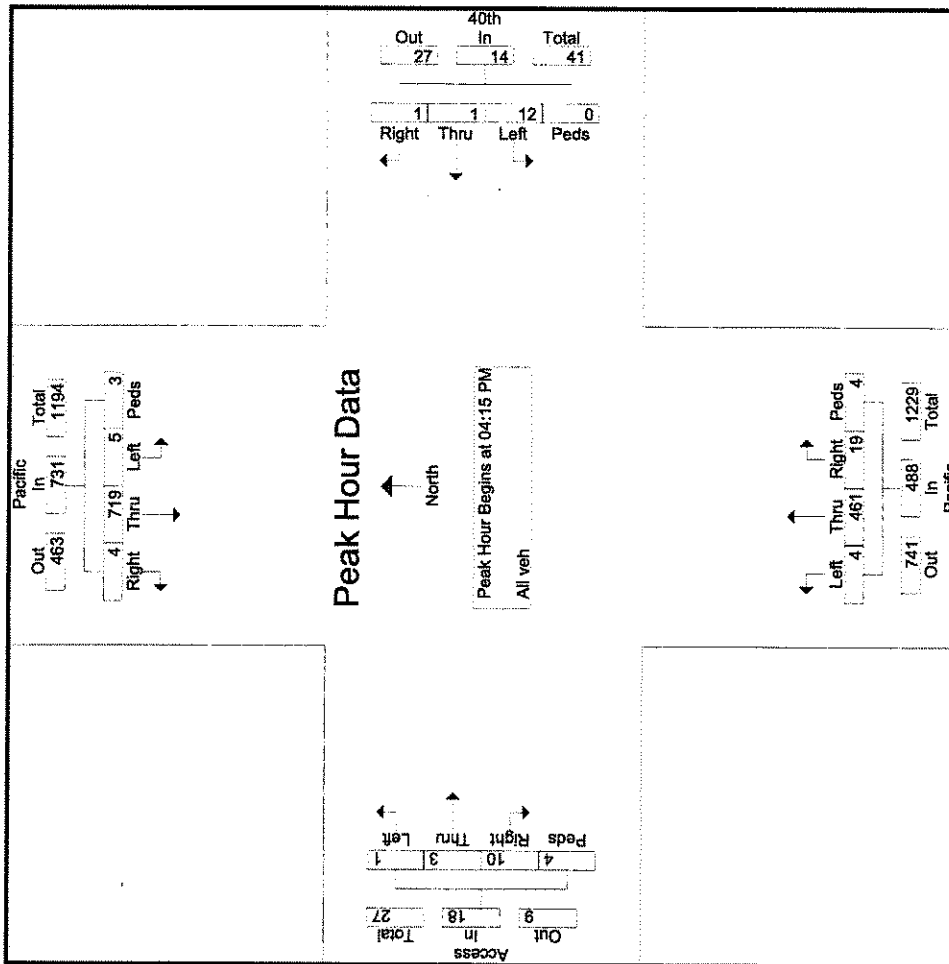 40th
Out In Total
27 14 41
1 1 12 0
Right Thru Left Peds
Pacific
Out In Total
463 731 1194
4 719 5 3
Right Thru Left Peds
Peak Hour Data
North
Peak Hour Begins at 04:15 PM
All veh
Left Thru Right Peds
4 461 19 4
741 488 1229
Out In Total
Pacific
Left Thru Right Peds
1 3 10 4
27 18 9
Total In Out
Access